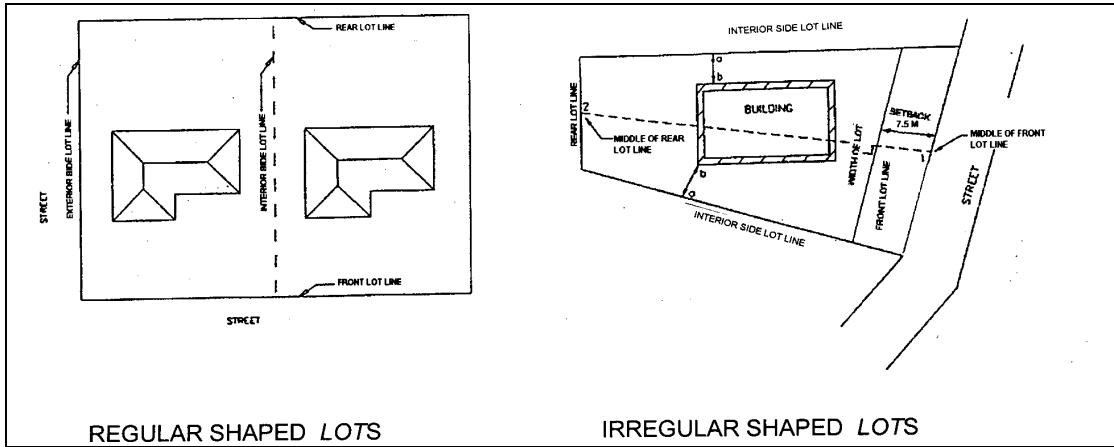 REAR LOT LINE
EXTERIOR SIDE LOT LINE
INTERIOR SIDE LOT LINE
STREET
FRONT LOT LINE
STREET
REGULAR SHAPED LOTS
INTERIOR SIDE LOT LINE
a
b
REAR LOT LINE
2
BUILDING
MIDDLE OF REAR
LOT LINE
SETBACK
7.5 M
MIDDLE OF FRONT
LOT LINE
WIDTH OF LOT
FRONT LOT LINE
1
STREET
b
a
INTERIOR SIDE LOT LINE
IRREGULAR SHAPED LOTS